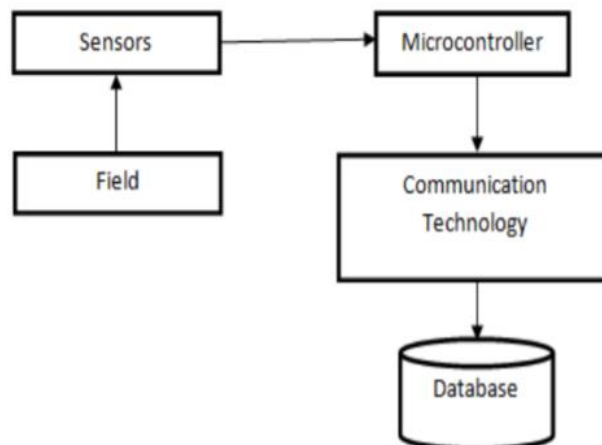 Sensors
Microcontroller
Field
Communication
Technology
Database